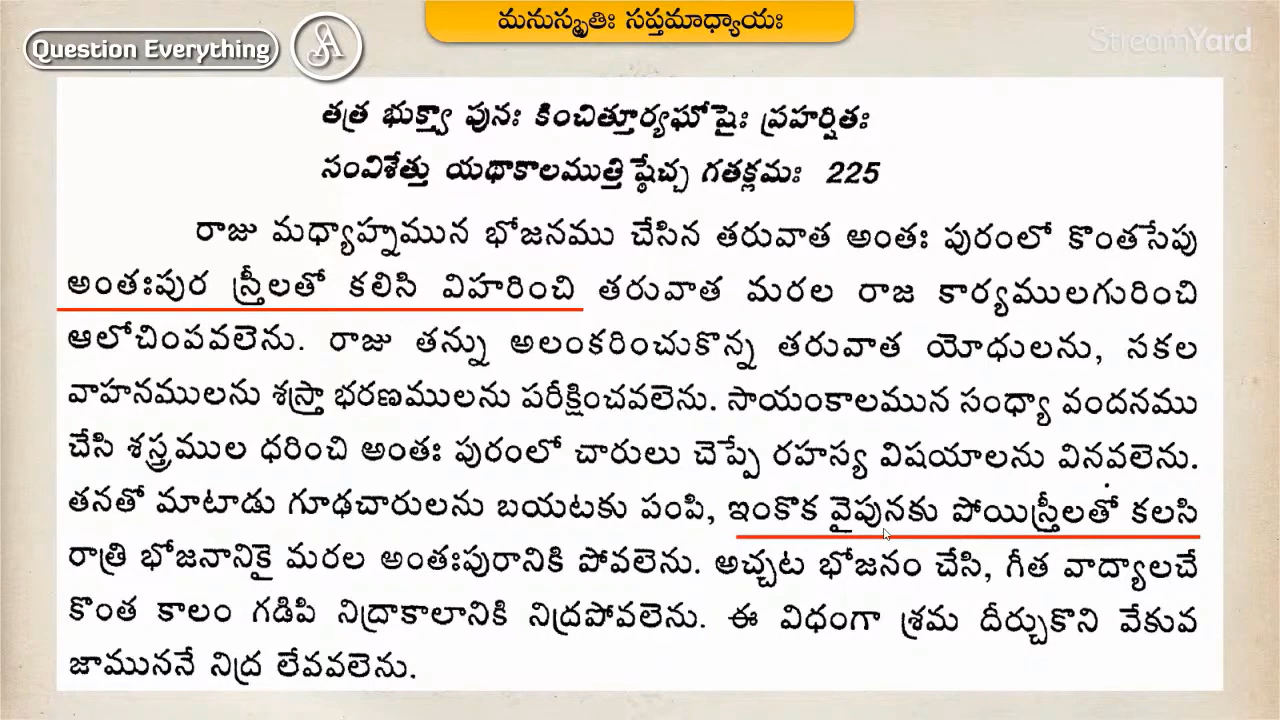 మనుస్మృతిః సప్తమాధ్యాయః
Question Everything
StreamYard
తత్ర భుక్త్వా పునః కించిత్తూర్యఘోషైః ప్రహర్షితః
సంవిశేత్తు యథాకాలముత్తిష్ఠేచ్చ గతక్లమః 225
రాజు మధ్యాహ్నమున భోజనము చేసిన తరువాత అంతః పురంలో కొంతసేపు
అంతఃపుర స్త్రీలతో కలిసి విహరించి తరువాత మరల రాజ కార్యములగురించి
ఆలోచింపవలెను. రాజు తన్ను అలంకరించుకొన్న తరువాత యోధులను, సకల
వాహనములను శస్త్రా భరణములను పరీక్షించవలెను. సాయంకాలమున సంధ్యా వందనము
చేసి శస్త్రముల ధరించి అంతః పురంలో చారులు చెప్పే రహస్య విషయాలను వినవలెను.
తనతో మాటాడు గూఢచారులను బయటకు పంపి, ఇంకొక వైపునకు పోయిస్త్రీలతో కలసి
రాత్రి భోజనానికై మరల అంతఃపురానికి పోవలెను. అచ్చట భోజనం చేసి, గీత వాద్యాలచే
కొంత కాలం గడిపి నిద్రాకాలానికి నిద్రపోవలెను. ఈ విధంగా శ్రమ దీర్చుకొని వేకువ
జాముననే నిద్ర లేవవలెను.